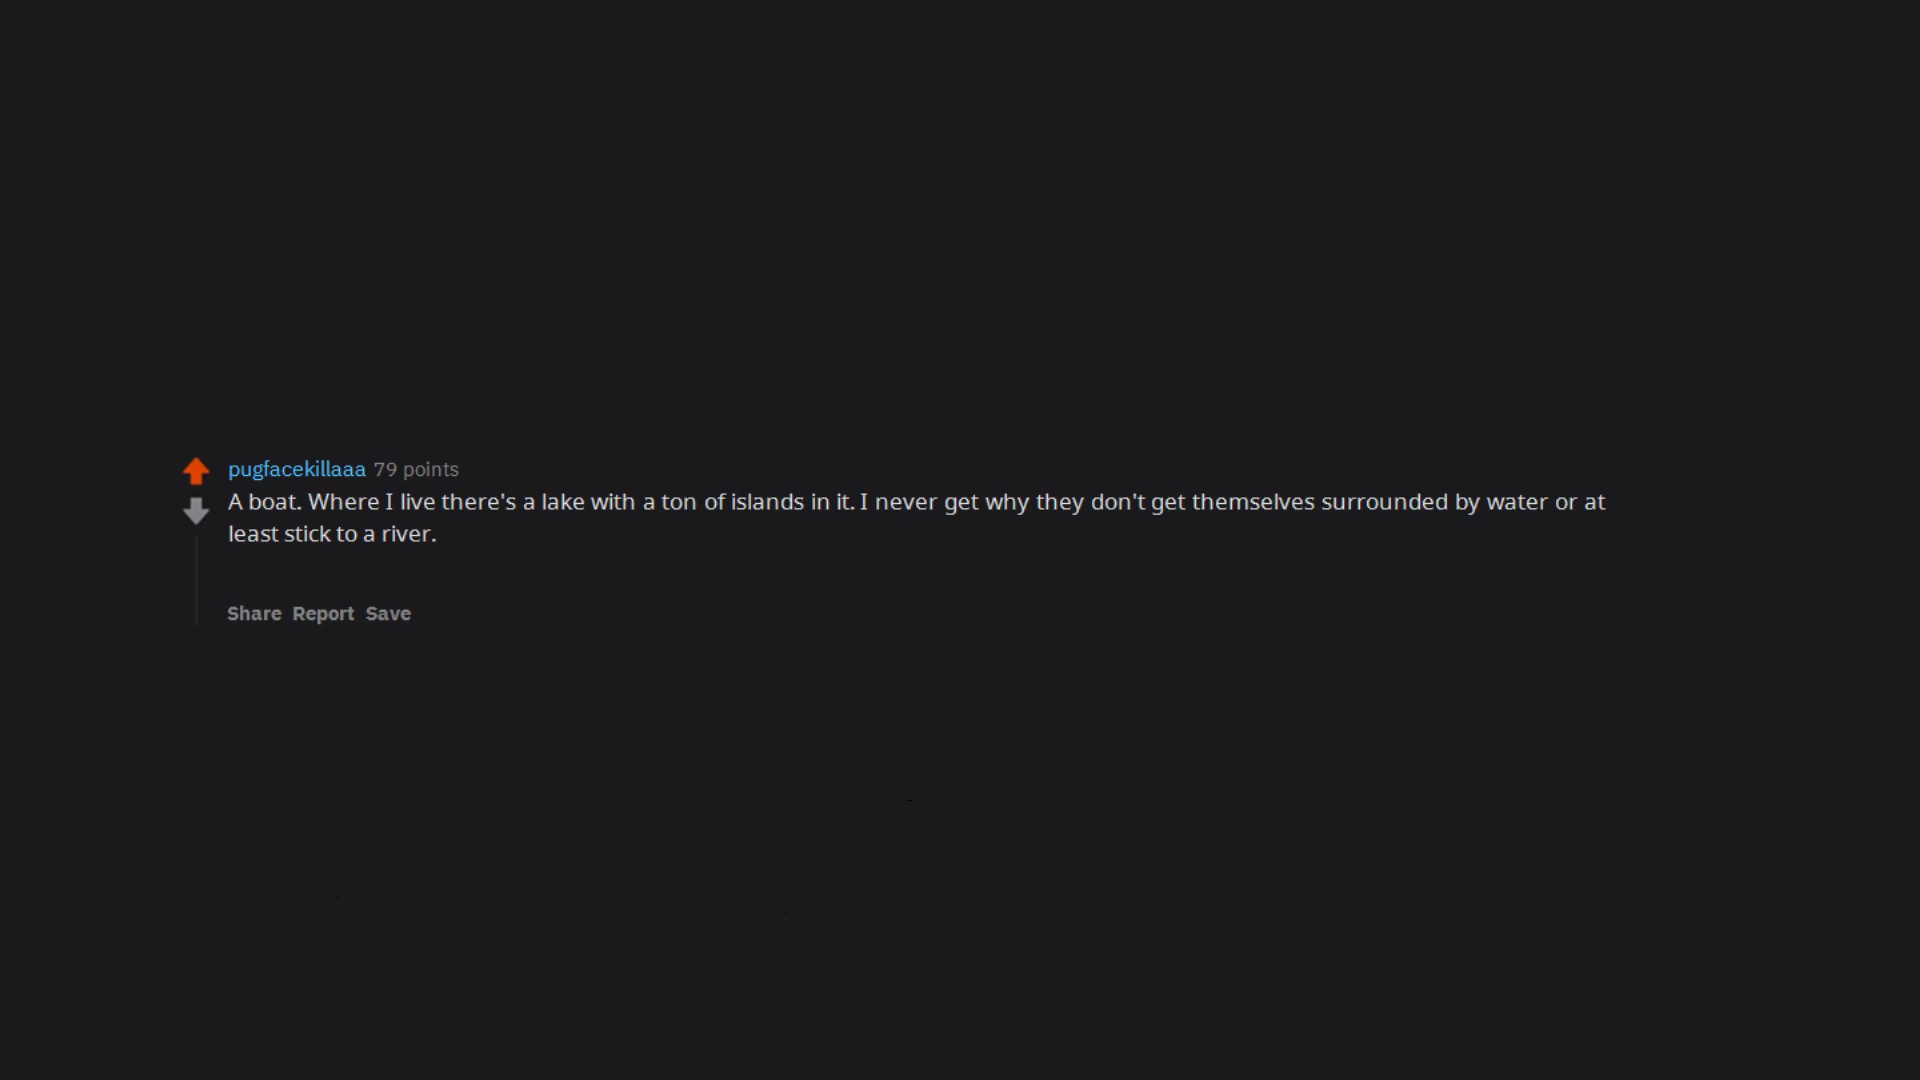 pugfacekillaaa 79 points
A boat. Where I live there's a lake with a ton of islands in it. I never get why they don't get themselves surrounded by water or at
least stick to a river.
Share Report Save